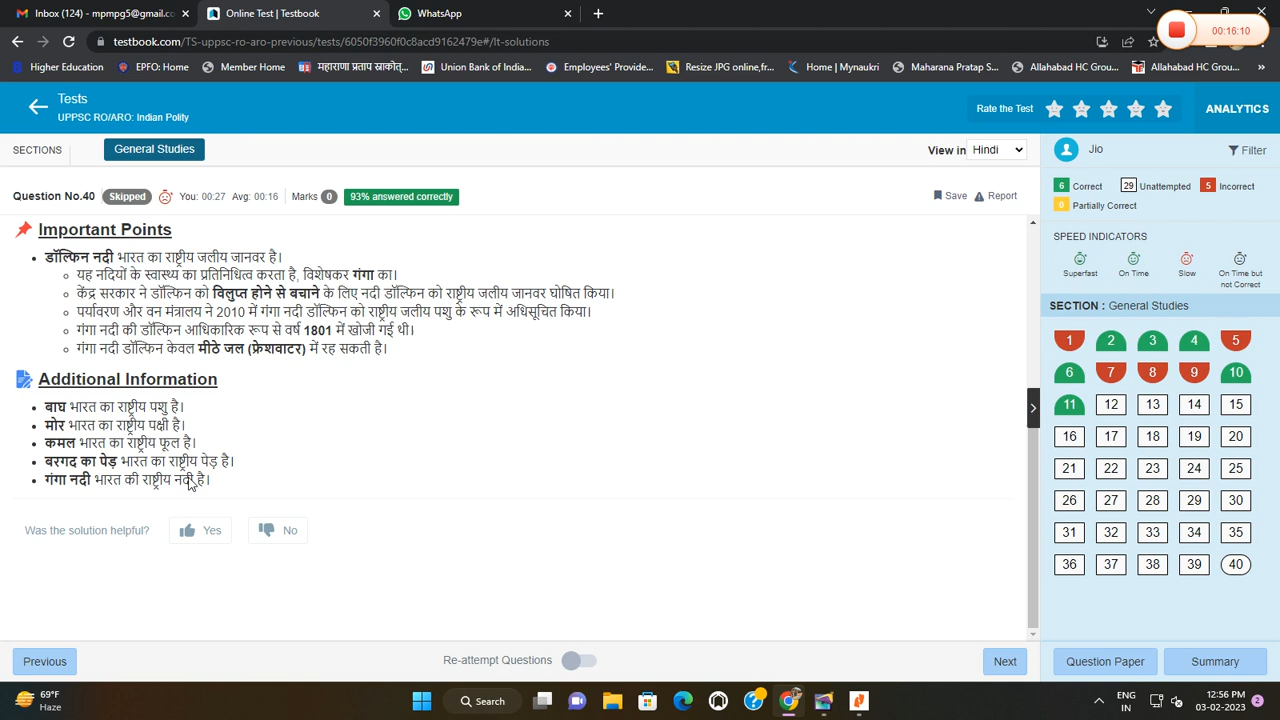 Inbox (124) - mpmpg5@gmail.co
Online Test | Testbook
WhatsApp
00:16:10
testbook.com/TS-uppsc-ro-aro-previous/tests/6050f3960f0c8acd9162479e#/lt-solutions
Higher Education
EPFO: Home
Member Home
महाराणा प्रताप स्त्राकोत्...
Union Bank of India...
Employees' Provide...
Resize JPG online,fr...
Home | Mynaukri
Maharana Pratap S...
Allahabad HC Grou...
Allahabad HC Grou...
Tests
UPPSC RO/ARO: Indian Polity
Rate the Test
ANALYTICS
SECTIONS
General Studies
View in Hindi
Jio
Filter
Question No.40 Skipped You: 00:27 Avg: 00:16 Marks 0 93% answered correctly
Save Report
6 Correct 29 Unattempted 5 Incorrect
0 Partially Correct
SPEED INDICATORS
Superfast
On Time
Slow
On Time but
not Correct
SECTION : General Studies
Important Points
डॉल्फिन नदी भारत का राष्ट्रीय जलीय जानवर है।
यह नदियों के स्वास्थ्य का प्रतिनिधित्व करता है, विशेषकर गंगा का।
केंद्र सरकार ने डॉल्फिन को विलुप्त होने से बचाने के लिए नदी डॉल्फिन को राष्ट्रीय जलीय जानवर घोषित किया।
पर्यावरण और वन मंत्रालय ने 2010 में गंगा नदी डॉल्फिन को राष्ट्रीय जलीय पशु के रूप में अधिसूचित किया।
गंगा नदी की डॉल्फिन आधिकारिक रूप से वर्ष 1801 में खोजी गई थी।
गंगा नदी डॉल्फिन केवल मीठे जल (फ्रेशवाटर) में रह सकती है।
Additional Information
बाघ भारत का राष्ट्रीय पशु है।
मोर भारत का राष्ट्रीय पक्षी है।
कमल भारत का राष्ट्रीय फूल है।
बरगद का पेड़ भारत का राष्ट्रीय पेड़ है।
गंगा नदी भारत की राष्ट्रीय नदी है।
Was the solution helpful? Yes No
1 2 3 4 5
6 7 8 9 10
11 12 13 14 15
16 17 18 19 20
21 22 23 24 25
26 27 28 29 30
31 32 33 34 35
36 37 38 39 40
Previous
Re-attempt Questions
Next
Question Paper
Summary
69°F
Haze
Search
ENG
IN
12:56 PM
03-02-2023
2